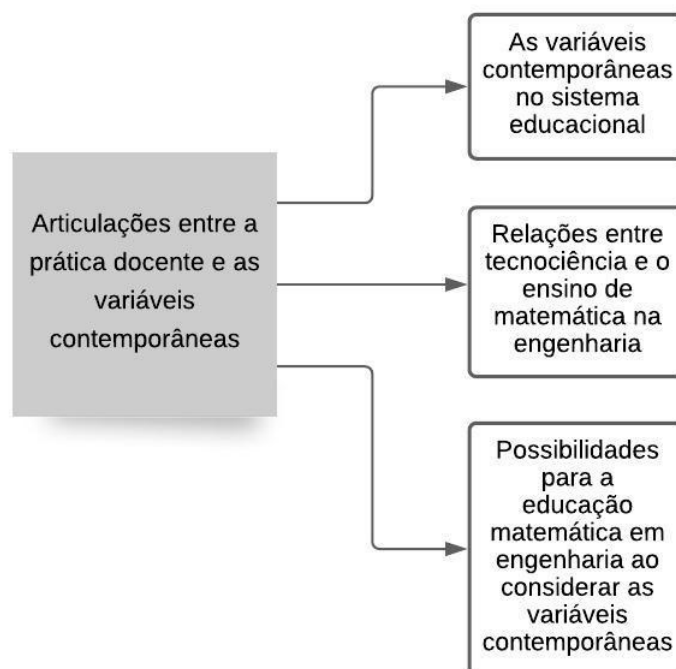 Articulações entre a
prática docente e as
variáveis
contemporâneas
As variáveis
contemporâneas
no sistema
educacional
Relações entre
tecnociência e o
ensino de
matemática na
engenharia
Possibilidades
para a
educação
matemática em
engenharia ao
considerar as
variáveis
contemporâneas